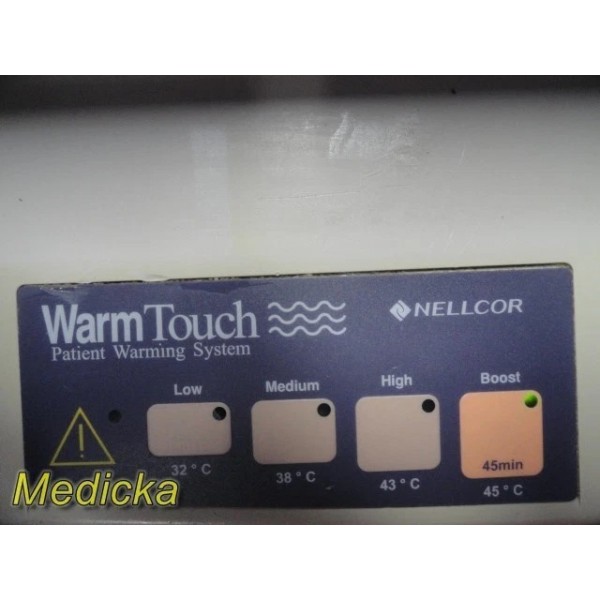 WarmTouch
NELLCOR
Patient Warming System
Low Medium High Boost
45min
32°C 38°C 43°C 45°C
Medicka